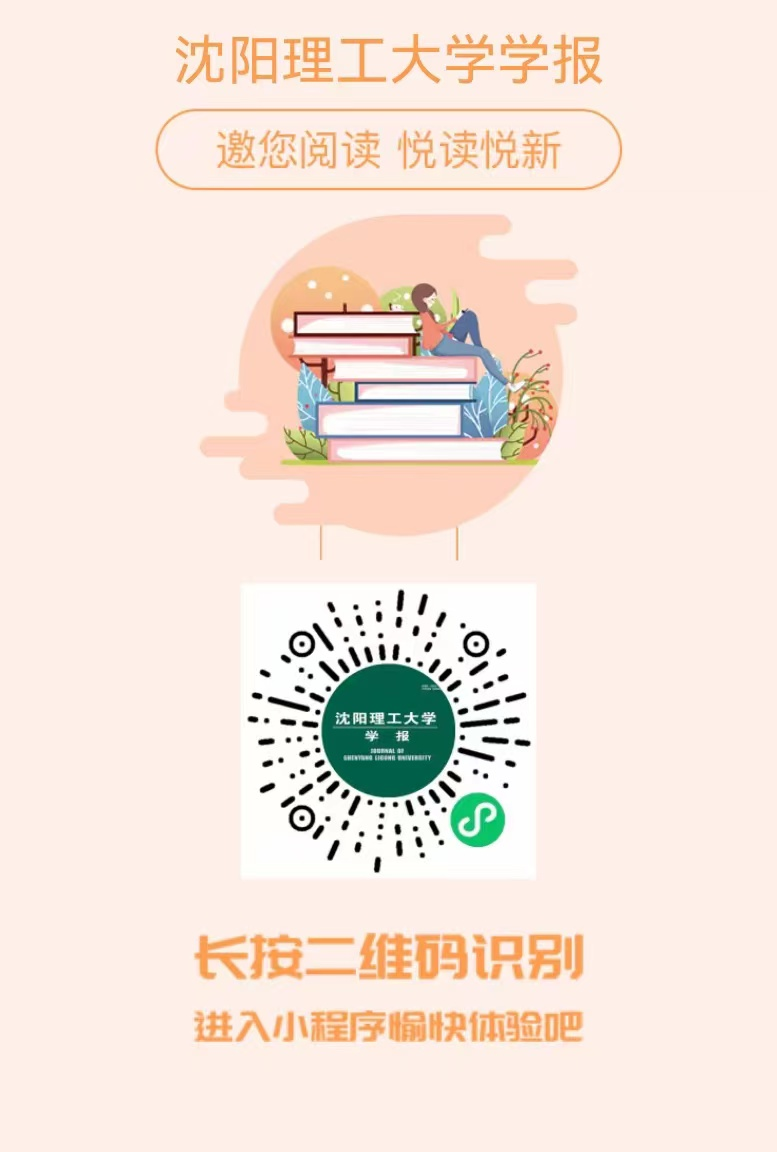 沈阳理工大学学报
邀您阅读 悦读悦新
沈阳理工大学
学 报
JOURNAL OF
SHENYANG LIGONG UNIVERSITY
长按二维码识别
进入小程序愉快体验吧